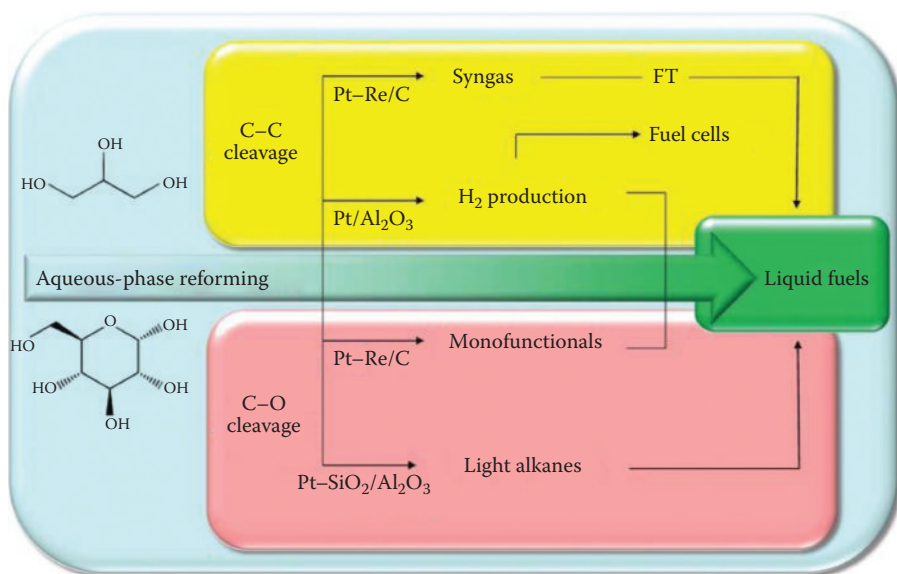 Syngas
FT
Pt–Re/C
C–C
cleavage
Fuel cells
OH
HO
OH
H₂ production
Pt/Al₂O₃
Aqueous-phase reforming
Liquid fuels
O
OH
HO
Monofunctionals
Pt–Re/C
HO
OH
OH
C–O
cleavage
Light alkanes
Pt–SiO₂/Al₂O₃